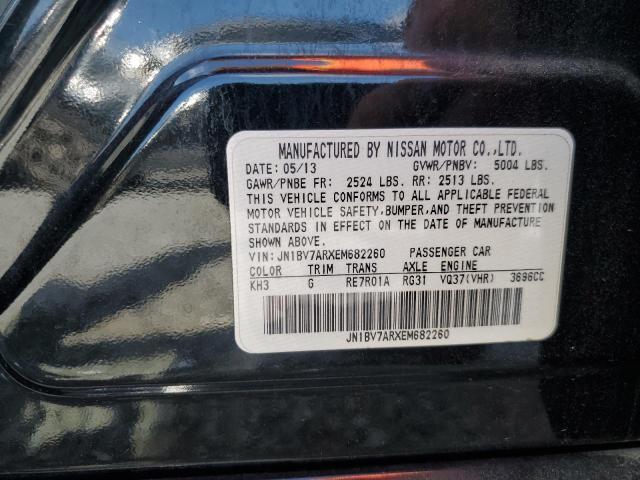 MANUFACTURED BY NISSAN MOTOR CO.,LTD.
DATE: 05/13 GVWR/PNBV: 5004 LBS.
GAWR/PNBE FR: 2524 LBS. RR: 2513 LBS.
THIS VEHICLE CONFORMS TO ALL APPLICABLE FEDERAL
MOTOR VEHICLE SAFETY,BUMPER,AND THEFT PREVENTION
STANDARDS IN EFFECT ON THE DATE OF MANUFACTURE
SHOWN ABOVE.
VIN: JN1BV7ARXEM682260 PASSENGER CAR
COLOR TRIM TRANS AXLE ENGINE
KH3 G RE7R01A RG31 VQ37(VHR) 3696CC
JN1BV7ARXEM682260